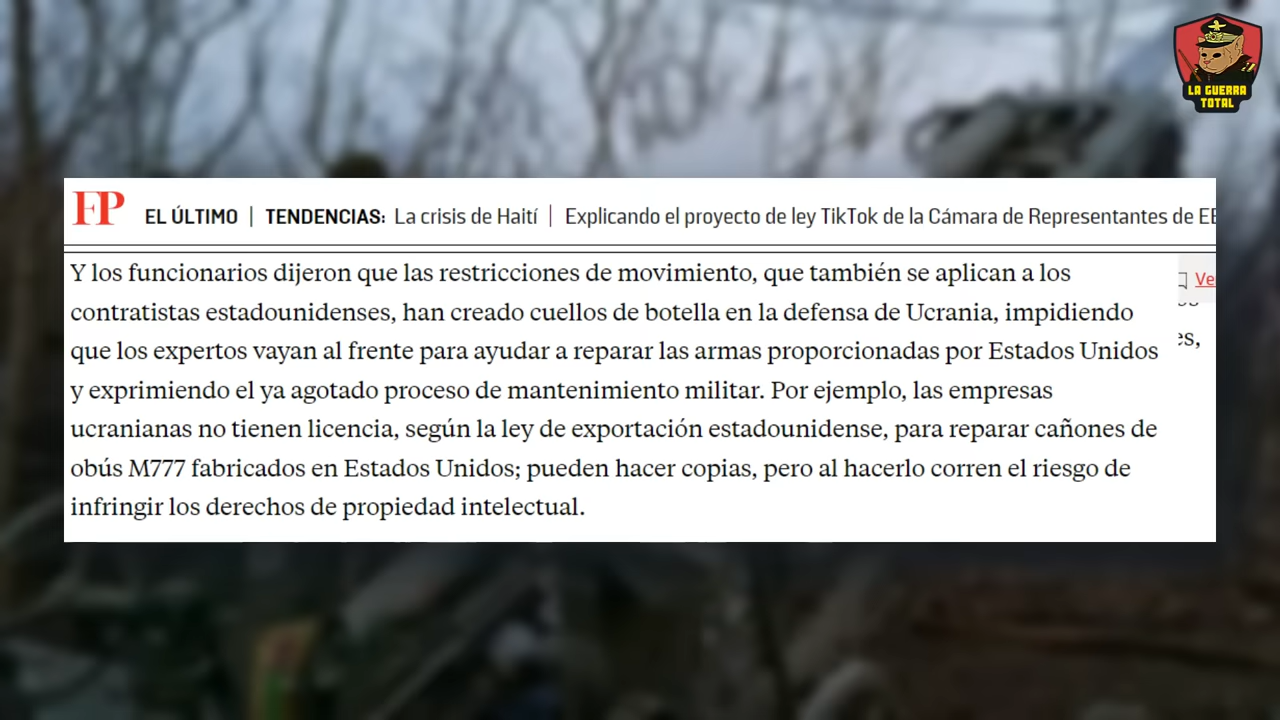 LA GUERRA
TOTAL
FP
EL ÚLTIMO | TENDENCIAS: La crisis de Haití | Explicando el proyecto de ley TikTok de la Cámara de Representantes de
Y los funcionarios dijeron que las restricciones de movimiento, que también se aplican a los
contratistas estadounidenses, han creado cuellos de botella en la defensa de Ucrania, impidiendo
que los expertos vayan al frente para ayudar a reparar las armas proporcionadas por Estados Unidos
y exprimiendo el ya agotado proceso de mantenimiento militar. Por ejemplo, las empresas
ucranianas no tienen licencia, según la ley de exportación estadounidense, para reparar cañones de
obús M777 fabricados en Estados Unidos; pueden hacer copias, pero al hacerlo corren el riesgo de
infringir los derechos de propiedad intelectual.
Ve
es,